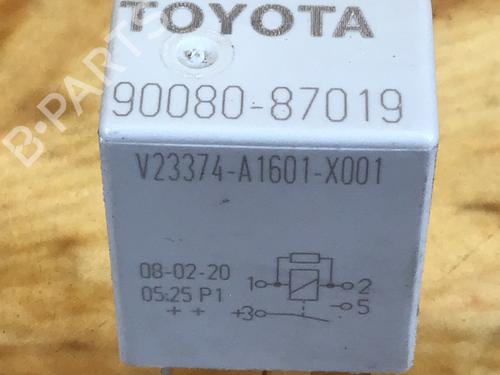 TOYOTA
90080-87019
V23374-A1601-X001
08-02-20
05:25 P1
+ +
1 2
5
+3
B-PARTS